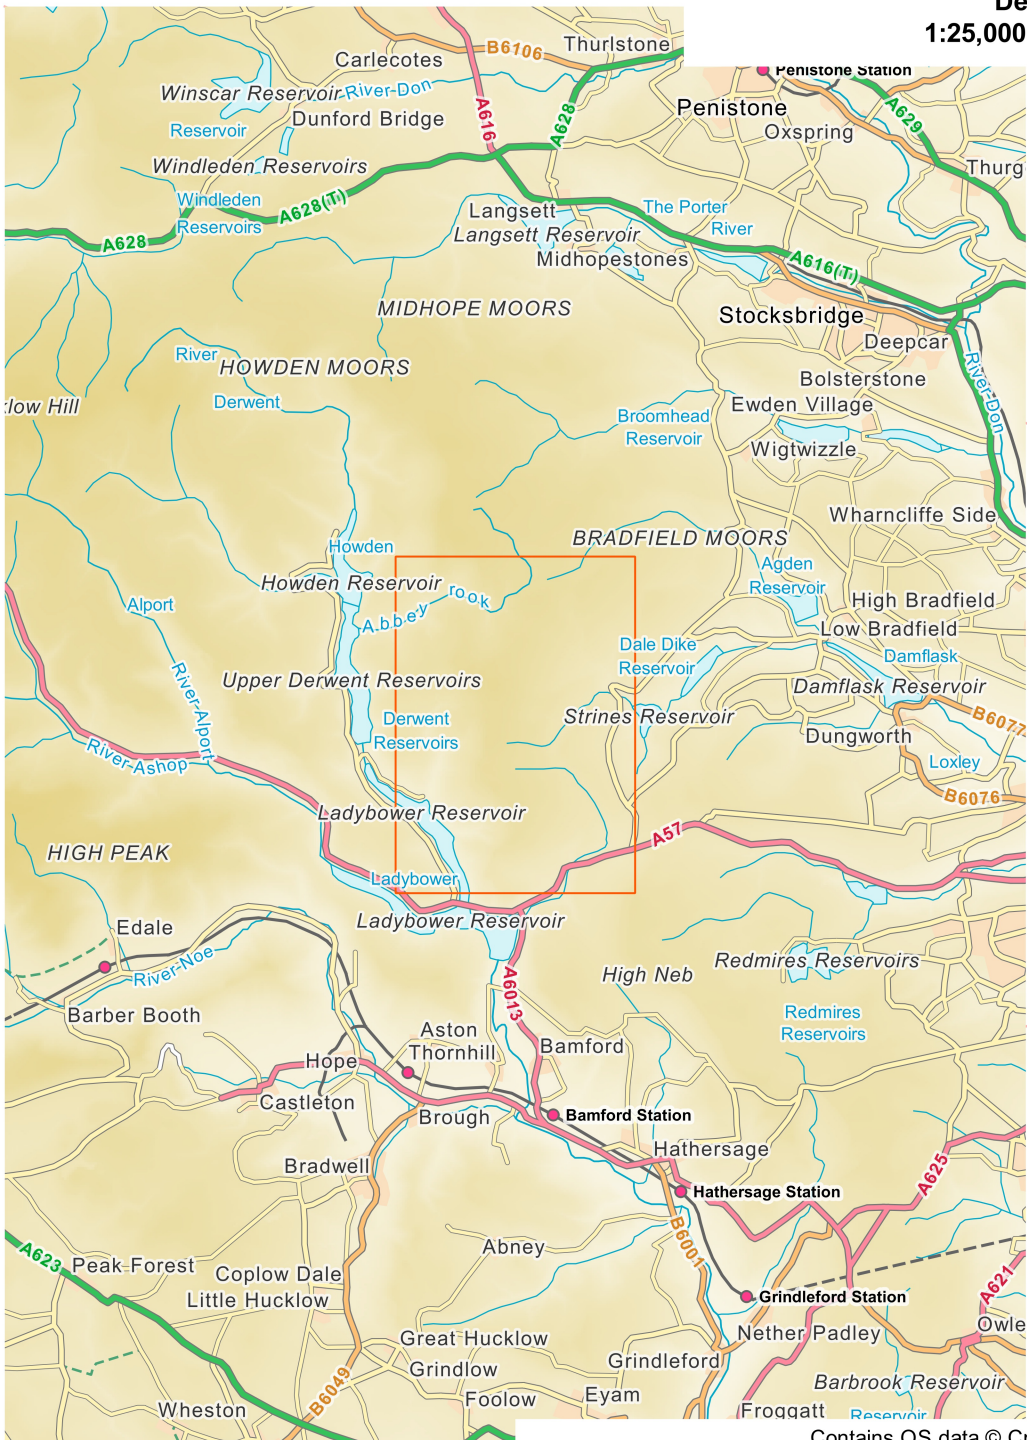 De
1:25,000
B6106
Thurlstone
Carlecotes
Penistone Station
Winscar Reservoir
River-Don
A616
A628
Penistone
A629
Dunford Bridge
Reservoir
Oxspring
Windleden Reservoirs
Thurg
Windleden
Reservoirs
A628(T)
Langsett
The Porter
River
A628
Langsett Reservoir
Midhopestones
A616(T)
MIDHOPE MOORS
Stocksbridge
Deepcar
River
HOWDEN MOORS
River-Don
Bolsterstone
Derwent
Ewden Village
low Hill
Broomhead
Reservoir
Wigtwizzle
Wharncliffe Side
BRADFIELD MOORS
Howden
Agden
Reservoir
Howden Reservoir
Abbey
rook
High Bradfield
Alport
Low Bradfield
Dale Dike
Reservoir
Damflask
River-Alport
Upper Derwent Reservoirs
Damflask Reservoir
Derwent
Reservoirs
Strines Reservoir
B6077
Dungworth
River-Ashop
Loxley
B6076
Ladybower Reservoir
A57
HIGH PEAK
Ladybower
Ladybower Reservoir
Edale
River-Noe
Redmires Reservoirs
High Neb
A6013
Barber Booth
Redmires
Reservoirs
Aston
Thornhill
Bamford
Hope
Castleton
Brough
Bamford Station
Hathersage
Bradwell
A625
Hathersage Station
B6001
Abney
A623
Peak Forest
Coplow Dale
A621
Little Hucklow
Grindleford Station
Owle
Great Hucklow
Nether Padley
Grindlow
Grindleford
B6049
Barbrook Reservoir
Foolow
Eyam
Wheston
Froggatt
Reservoir
Contains OS data © Cr